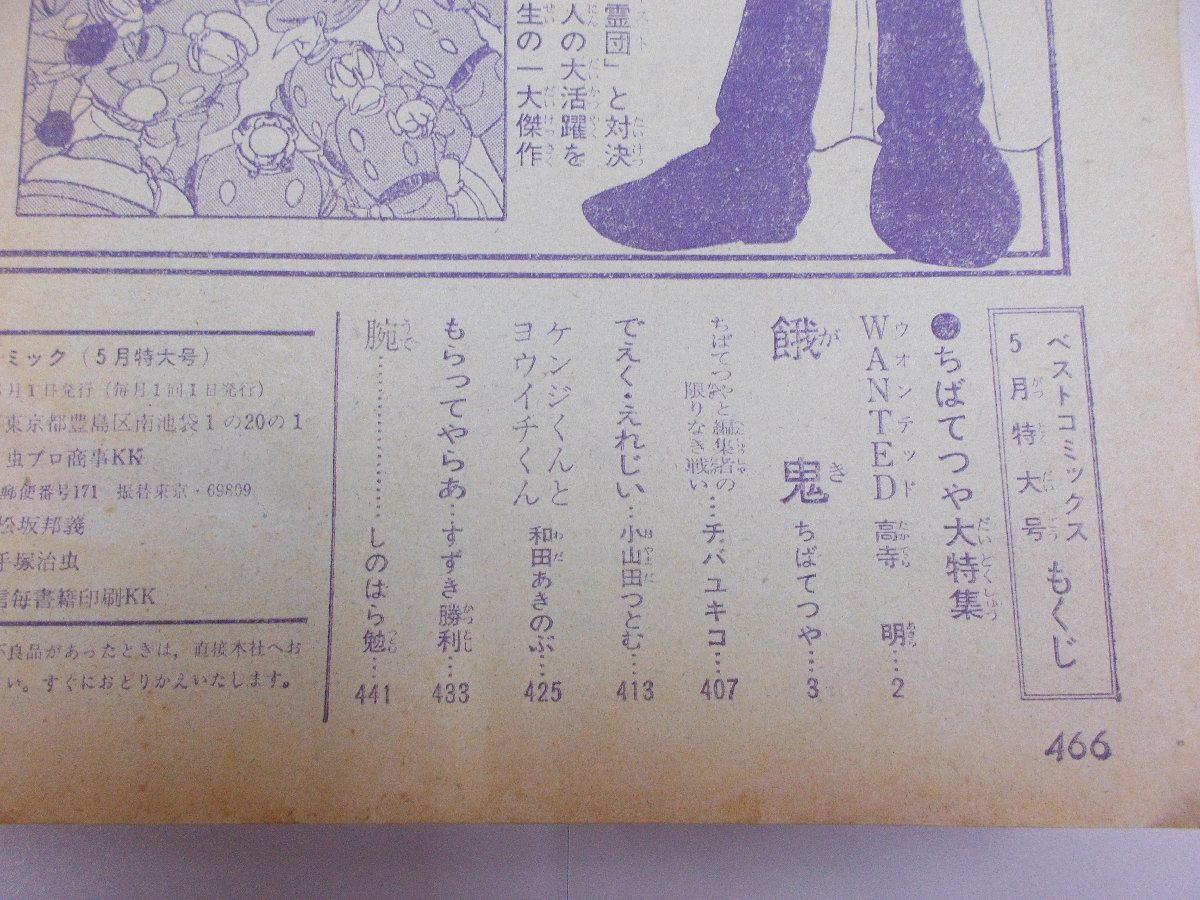 霊団」と対決
人の大活躍を
生の一大傑作
ベストコミックス もくじ
5月特大号
●ちばてつや大特集
WANTED 高寺 明…2
餓鬼 ちばてつや…3
ちばてつやと編集者の
限りなき戦い…チバユキコ…407
でえく・えれじい…小山田つとむ…413
ケンジくんと
ヨウイチくん 和田あきのぶ…425
もらってやらあ…すずき勝利…433
腕…しのはら勉…441
ミック(5月特大号)
月1日発行(毎月1回1日発行)
東京都豊島区南池袋1の20の1
虫プロ商事KK
郵便番号171 振替東京・69809
松坂邦義
手塚治虫
信毎書籍印刷KK
不良品があったときは,直接本社へお
い。すぐにおとりかえいたします。
466